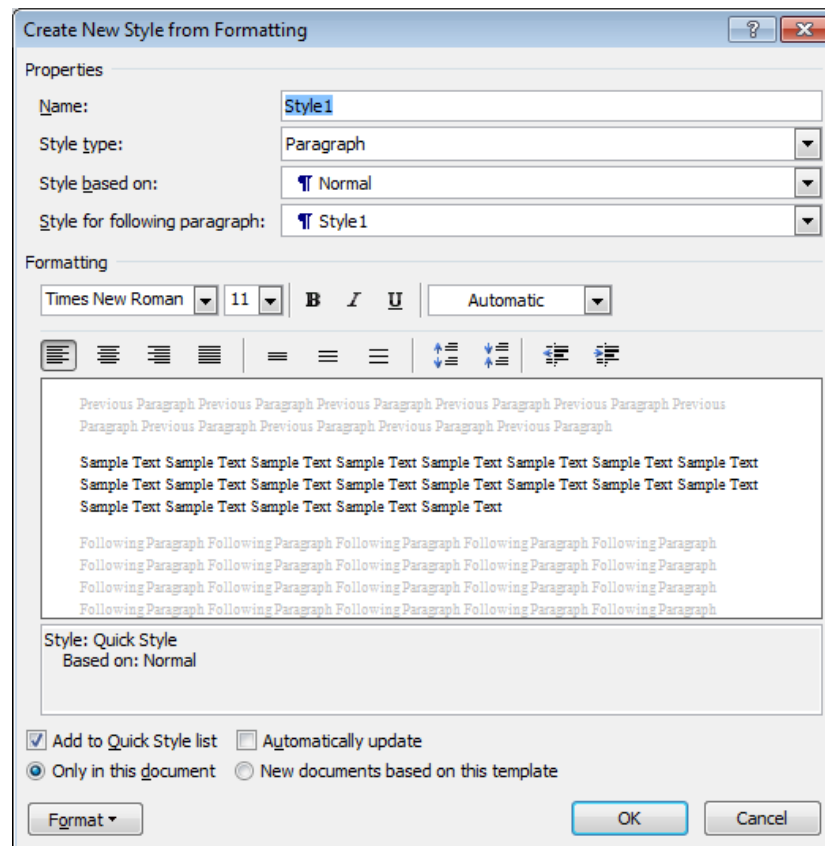 Create New Style from Formatting
Properties
Name: Style1
Style type: Paragraph
Style based on: ¶ Normal
Style for following paragraph: ¶ Style1
Formatting
Times New Roman 11 B I U Automatic
Previous Paragraph Previous Paragraph Previous Paragraph Previous Paragraph Previous Paragraph Previous
Paragraph Previous Paragraph Previous Paragraph Previous Paragraph Previous Paragraph
Sample Text Sample Text Sample Text Sample Text Sample Text Sample Text Sample Text Sample Text
Sample Text Sample Text Sample Text Sample Text Sample Text Sample Text Sample Text Sample Text
Sample Text Sample Text Sample Text Sample Text Sample Text
Following Paragraph Following Paragraph Following Paragraph Following Paragraph Following Paragraph
Following Paragraph Following Paragraph Following Paragraph Following Paragraph Following Paragraph
Following Paragraph Following Paragraph Following Paragraph Following Paragraph Following Paragraph
Following Paragraph Following Paragraph Following Paragraph Following Paragraph Following Paragraph
Style: Quick Style
Based on: Normal
Add to Quick Style list Automatically update
Only in this document New documents based on this template
Format OK Cancel